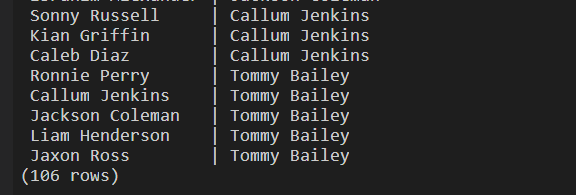 Sonny Russell | Callum Jenkins
Kian Griffin | Callum Jenkins
Caleb Diaz | Callum Jenkins
Ronnie Perry | Tommy Bailey
Callum Jenkins | Tommy Bailey
Jackson Coleman | Tommy Bailey
Liam Henderson | Tommy Bailey
Jaxon Ross | Tommy Bailey
(106 rows)